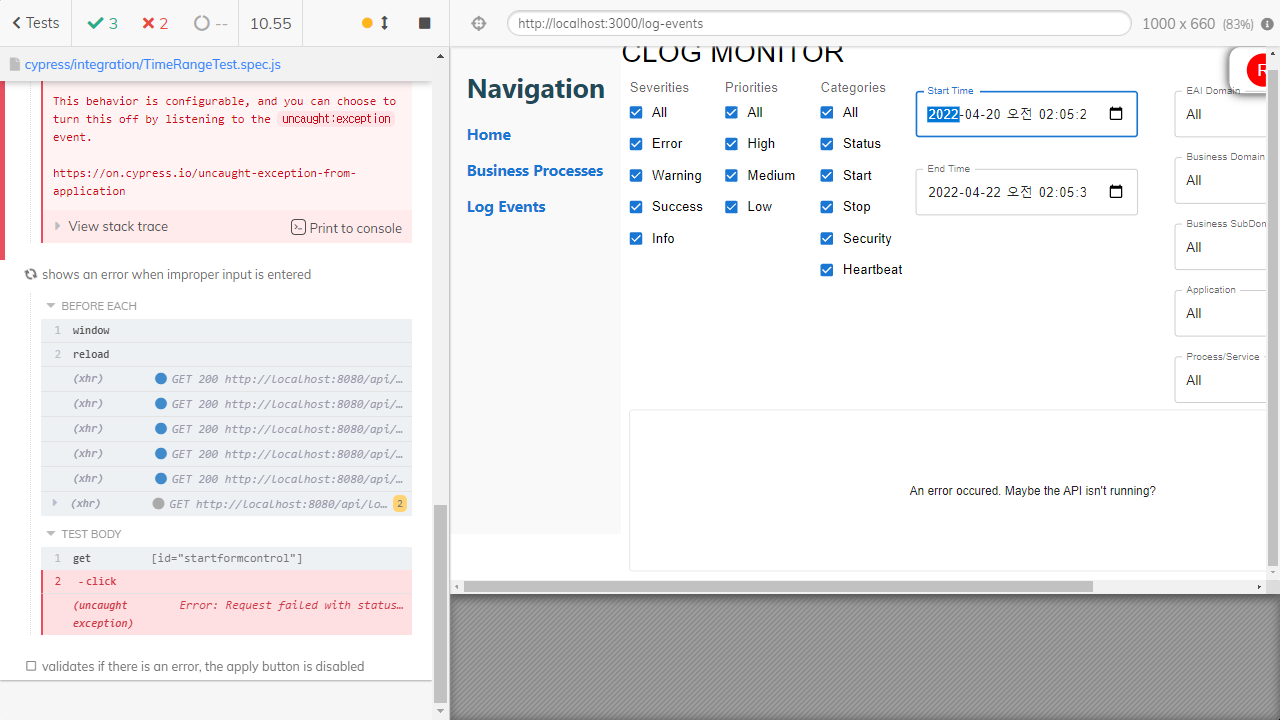 Tests
3
2
--
10.55
http://localhost:3000/log-events
1000 x 660 (83%)
cypress/integration/TimeRangeTest.spec.js
This behavior is configurable, and you can choose to
turn this off by listening to the uncaught:exception
event.
https://on.cypress.io/uncaught-exception-from-
application
View stack trace
Print to console
shows an error when improper input is entered
BEFORE EACH
1 window
2 reload
(xhr) GET 200 http://localhost:8080/api/…
(xhr) GET 200 http://localhost:8080/api/…
(xhr) GET 200 http://localhost:8080/api/…
(xhr) GET 200 http://localhost:8080/api/…
(xhr) GET 200 http://localhost:8080/api/…
(xhr) GET http://localhost:8080/api/lo… 2
TEST BODY
1 get [id="startformcontrol"]
2 -click
(uncaught Error: Request failed with status…
exception)
validates if there is an error, the apply button is disabled
CLOG MONITOR
R
Navigation
Home
Business Processes
Log Events
Severities
All
Error
Warning
Success
Info
Priorities
All
High
Medium
Low
Categories
All
Status
Start
Stop
Security
Heartbeat
Start Time
2022-04-20 오전 02:05:2
End Time
2022-04-22 오전 02:05:3
EAI Domain
All
Business Domain
All
Business SubDon
All
Application
All
Process/Service
All
An error occured. Maybe the API isn't running?